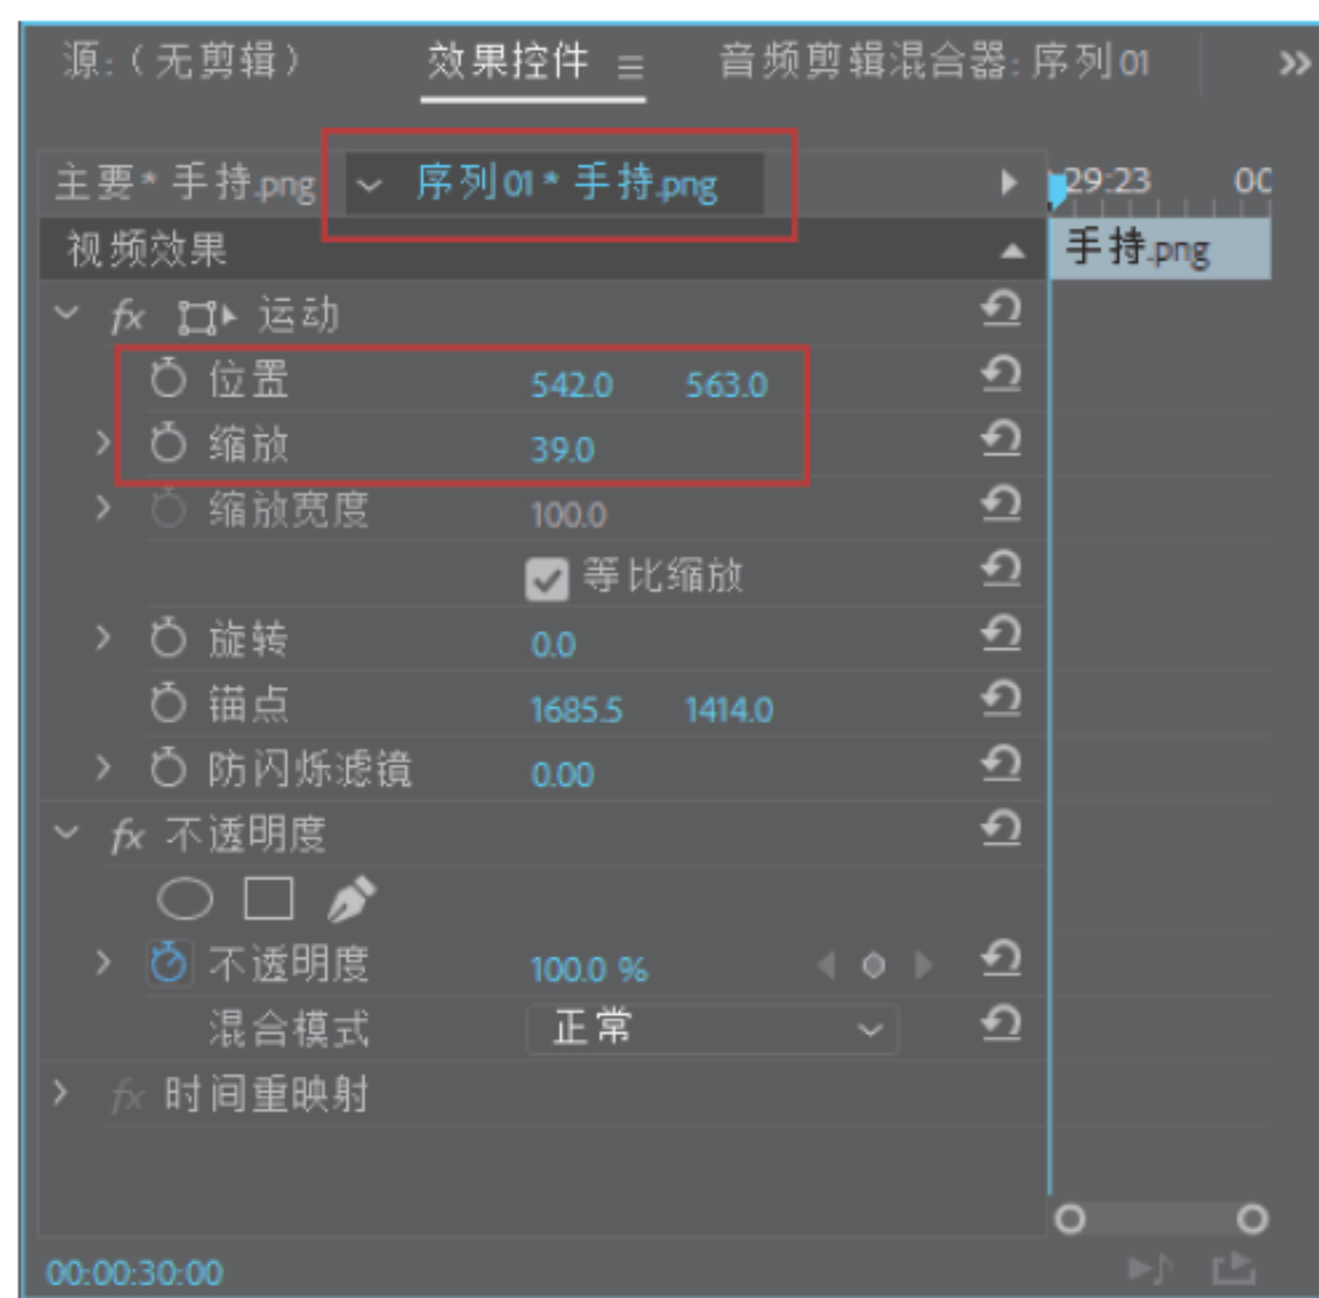 源:（无剪辑） 效果控件 音频剪辑混合器: 序列 01 »
主要* 手持.png 序列 01 * 手持.png 29:23
视频效果 手持.png
fx 运动
位置 542.0 563.0
缩放 39.0
缩放宽度 100.0
等比缩放
旋转 0.0
锚点 1685.5 1414.0
防闪烁滤镜 0.00
fx 不透明度
不透明度 100.0 %
混合模式 正常
fx 时间重映射
00:00:30:00